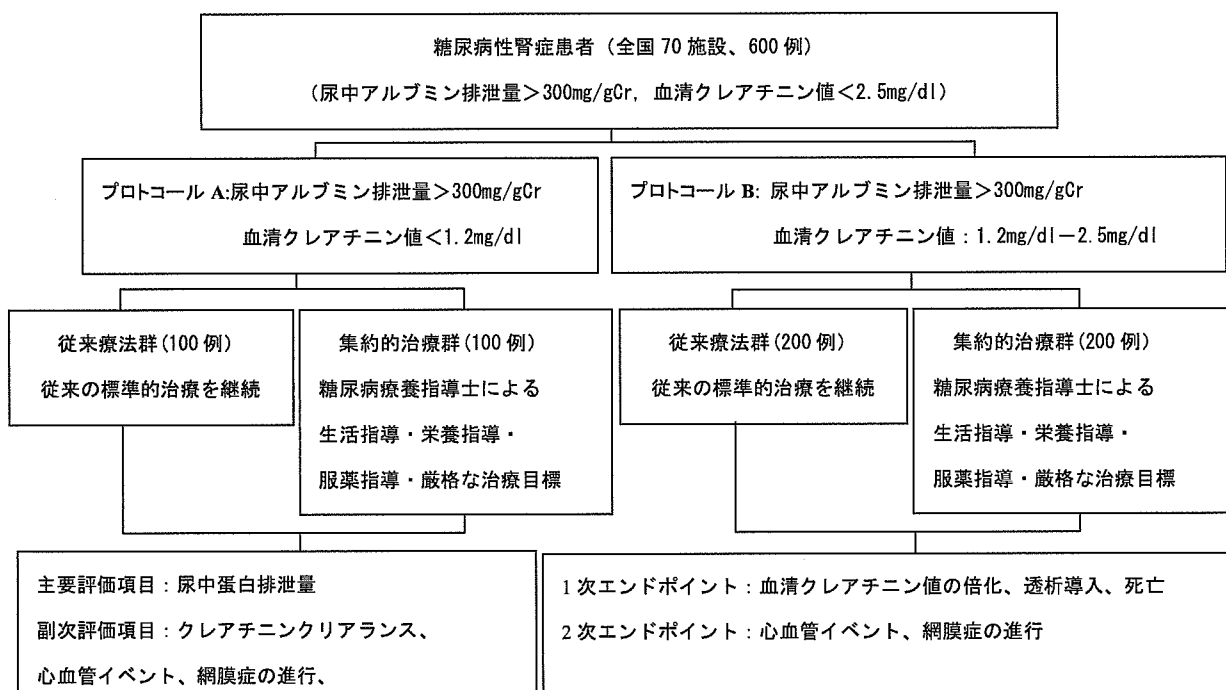 糖尿病性腎症患者（全国70施設、600例）
（尿中アルブミン排泄量＞300mg/gCr, 血清クレアチニン値＜2.5mg/dl）
プロトコール A:尿中アルブミン排泄量＞300mg/gCr
血清クレアチニン値＜1.2mg/dl
プロトコール B: 尿中アルブミン排泄量＞300mg/gCr
血清クレアチニン値：1.2mg/dl－2.5mg/dl
従来療法群(100例)
従来の標準的治療を継続
集約的治療群(100例)
糖尿病療養指導士による
生活指導・栄養指導・
服薬指導・厳格な治療目標
従来療法群(200例)
従来の標準的治療を継続
集約的治療群(200例)
糖尿病療養指導士による
生活指導・栄養指導・
服薬指導・厳格な治療目標
主要評価項目：尿中蛋白排泄量
副次評価項目：クレアチニンクリアランス、
心血管イベント、網膜症の進行、
1次エンドポイント：血清クレアチニン値の倍化、透析導入、死亡
2次エンドポイント：心血管イベント、網膜症の進行